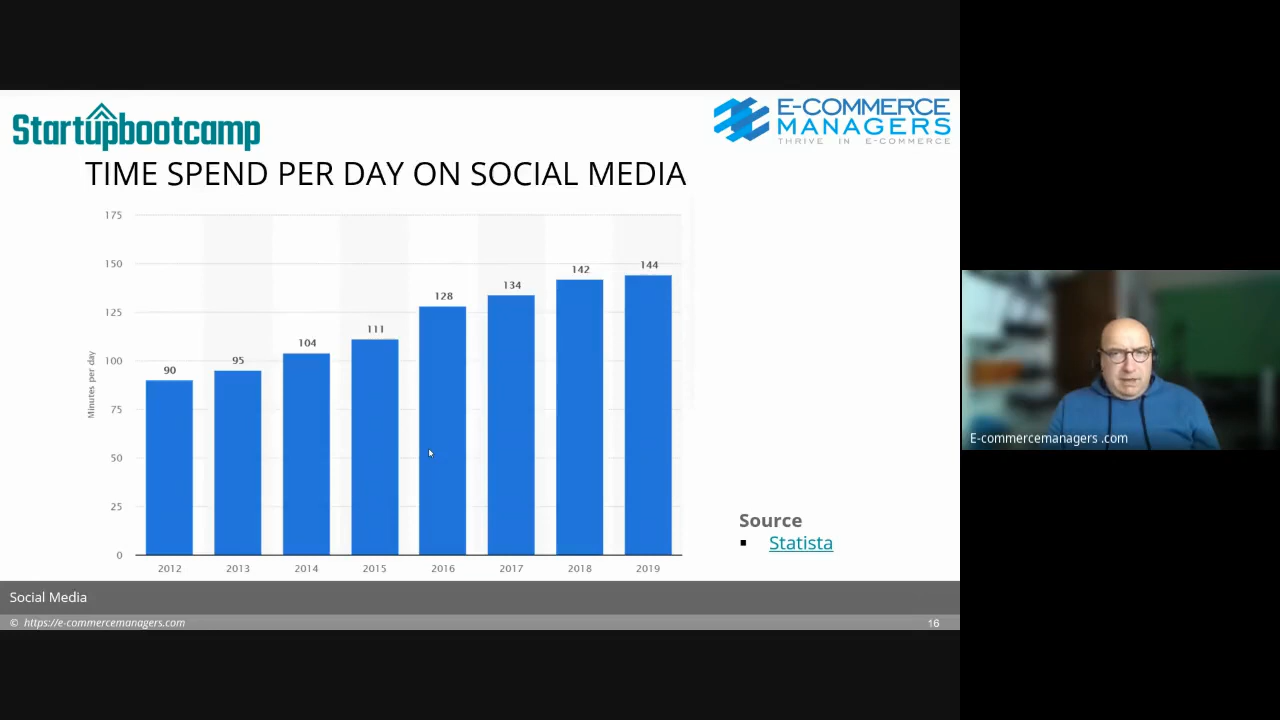 Startupbootcamp
E-COMMERCE
MANAGERS
THRIVE IN E-COMMERCE
TIME SPEND PER DAY ON SOCIAL MEDIA
175
150
125
100
75
50
25
0
Minutes per day
90
95
104
111
128
134
142
144
2012
2013
2014
2015
2016
2017
2018
2019
Source
▪ Statista
E-commercemanagers .com
Social Media
© https://e-commercemanagers.com
16